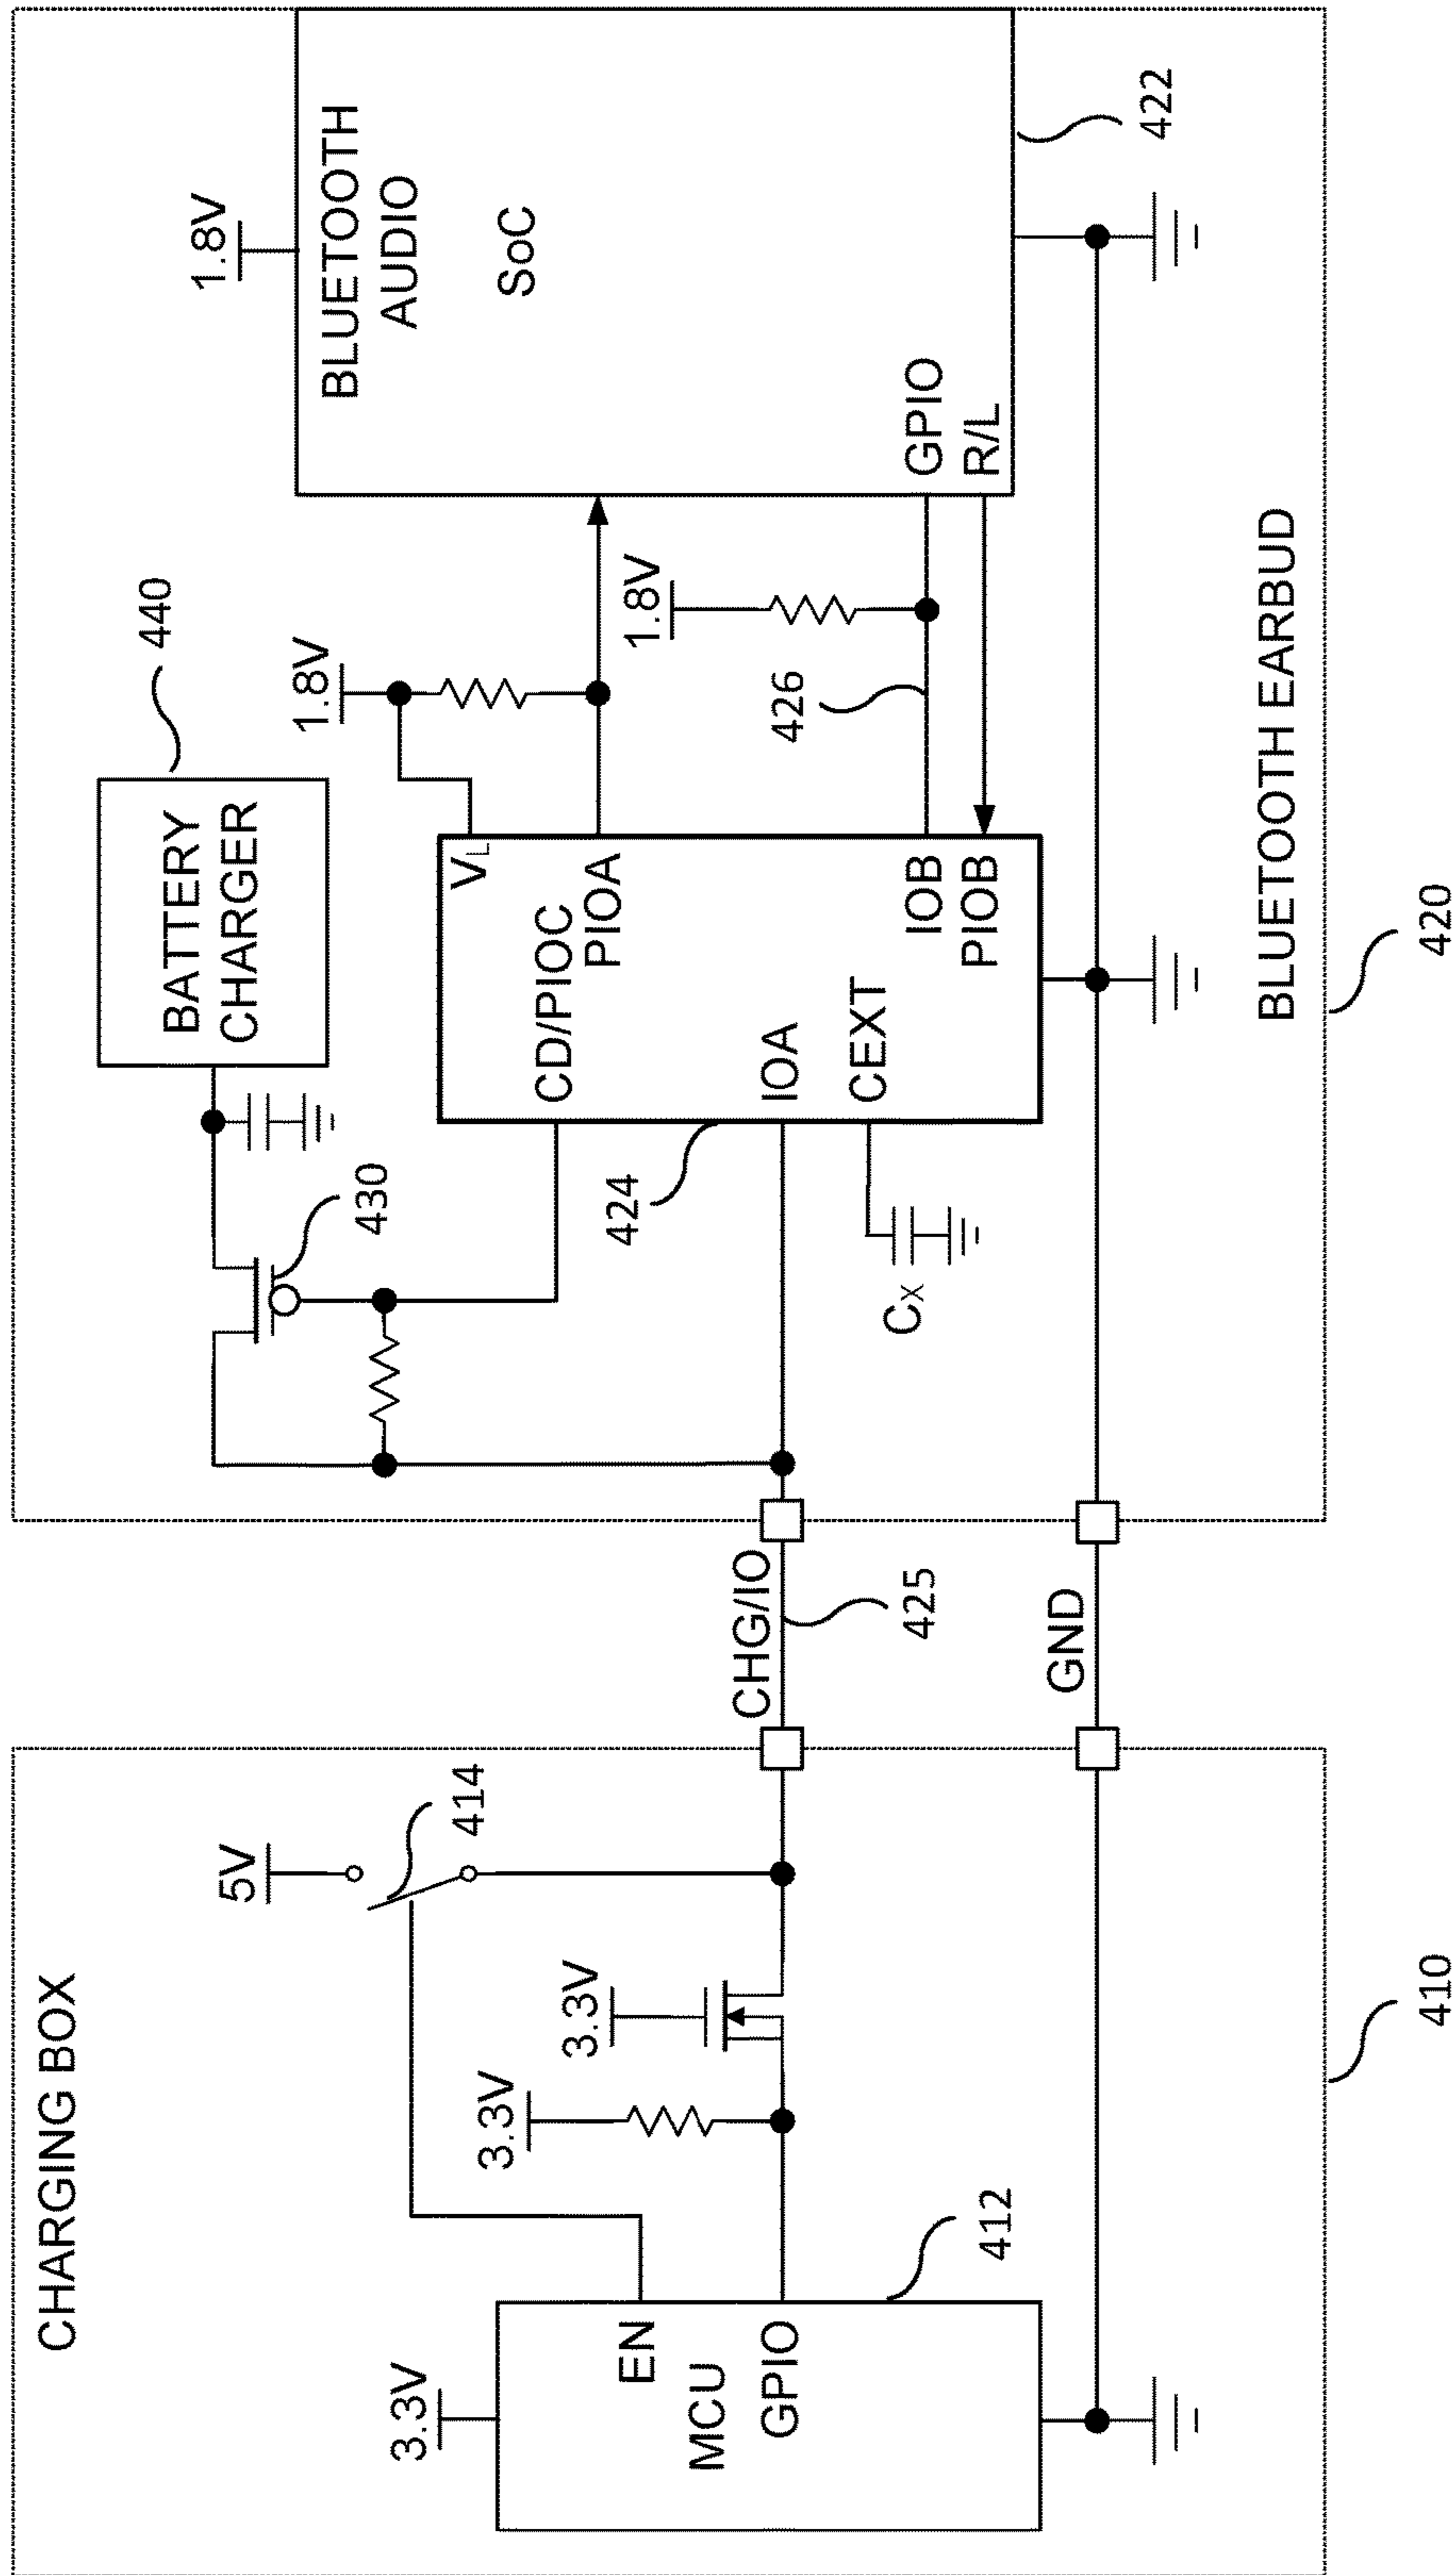 CHARGING BOX
5V
414
3.3V
3.3V
3.3V
EN
MCU
GPIO
412
410
CHG/IO
425
GND
BATTERY
CHARGER
440
430
1.8V
1.8V
BLUETOOTH
AUDIO
SoC
VL
CD/PIOC
PIOA
1.8V
426
IOA
CEXT
IOB
PIOB
424
CX
GPIO
R/L
422
BLUETOOTH EARBUD
420